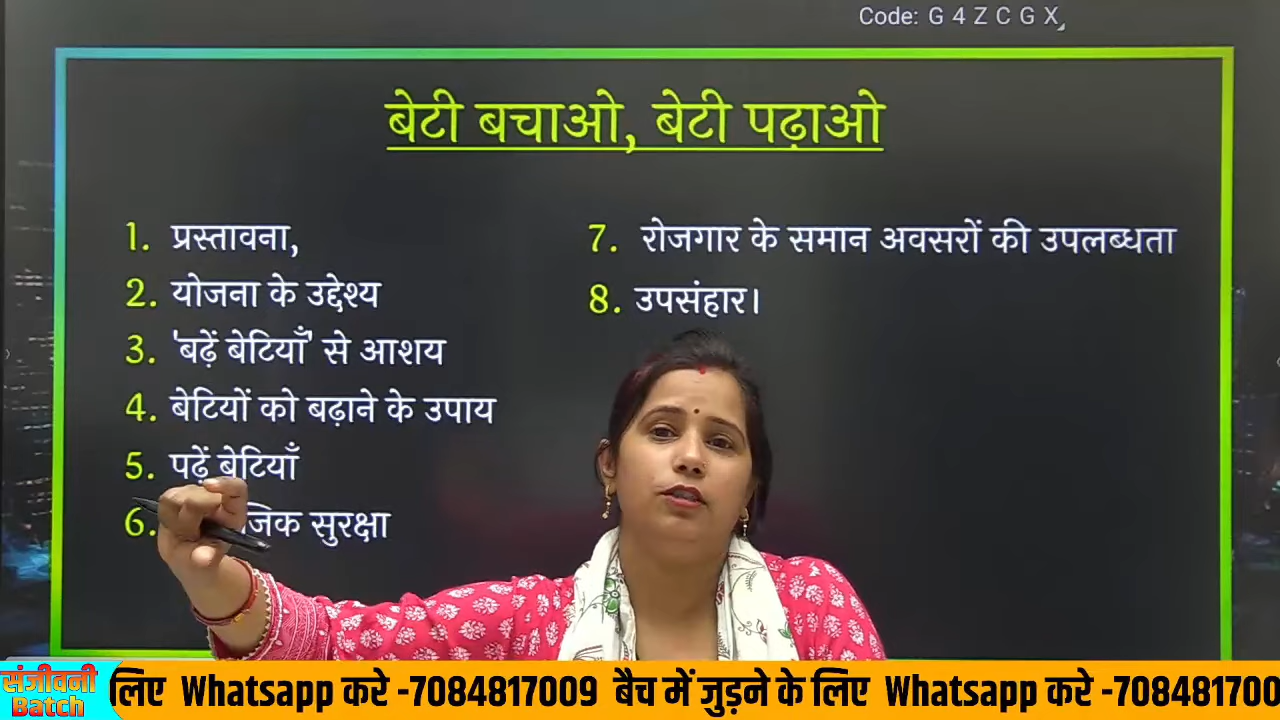 Code: G 4 Z C G X
बेटी बचाओ, बेटी पढ़ाओ
1. प्रस्तावना,
2. योजना के उद्देश्य
3. 'बढ़ें बेटियाँ' से आशय
4. बेटियों को बढ़ाने के उपाय
5. पढ़ें बेटियाँ
6. सुरक्षा
7. रोजगार के समान अवसरों की उपलब्धता
8. उपसंहार।
संजीवनी
Batch
लिए Whatsapp करे -7084817009 बैच में जुड़ने के लिए Whatsapp करे -708481700